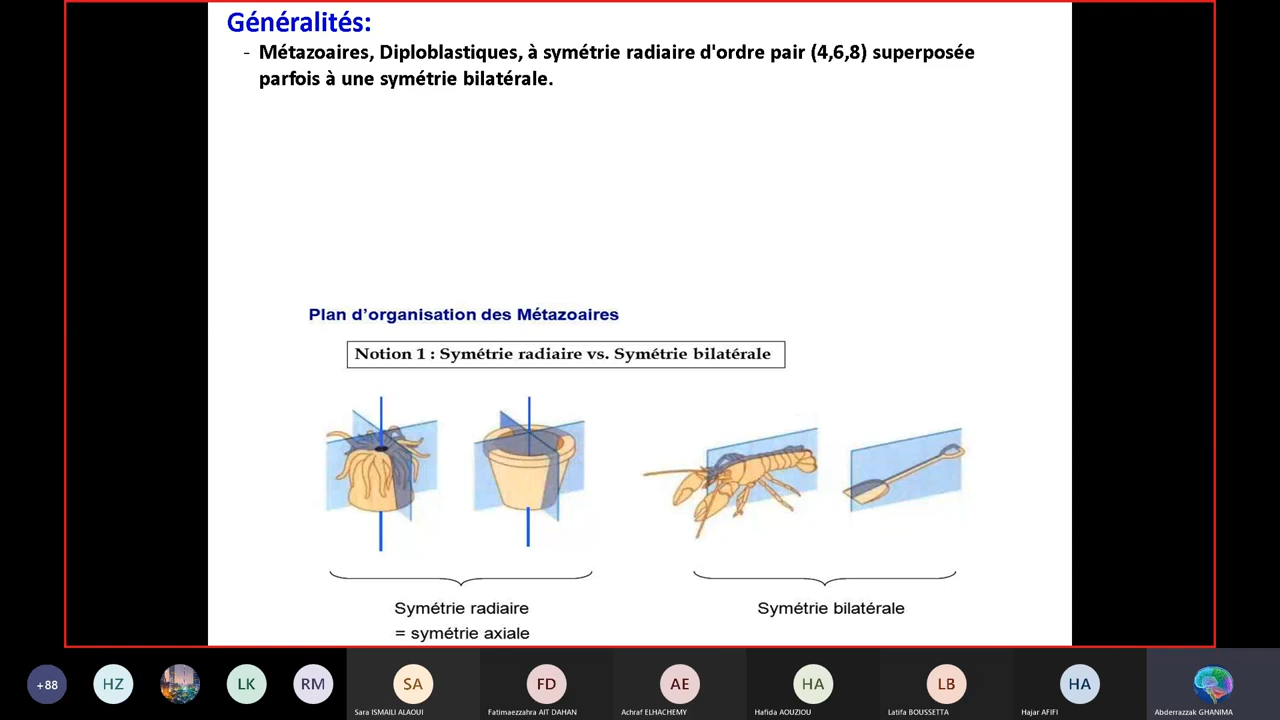 Généralités:
- Métazoaires, Diploblastiques, à symétrie radiaire d'ordre pair (4,6,8) superposée
parfois à une symétrie bilatérale.
Plan d'organisation des Métazoaires
Notion 1 : Symétrie radiaire vs. Symétrie bilatérale
Symétrie radiaire
= symétrie axiale
Symétrie bilatérale
+88
HZ
LK
RM
SA
FD
AE
HA
LB
HA
Sara ISMAILI ALAOUI
Fatimaezzahra AIT DAHAN
Achraf ELHACHEMY
Hafida AOUZIOU
Latifa BOUSSETTA
Hajar AFIFI
Abderrazzak GHANIMA